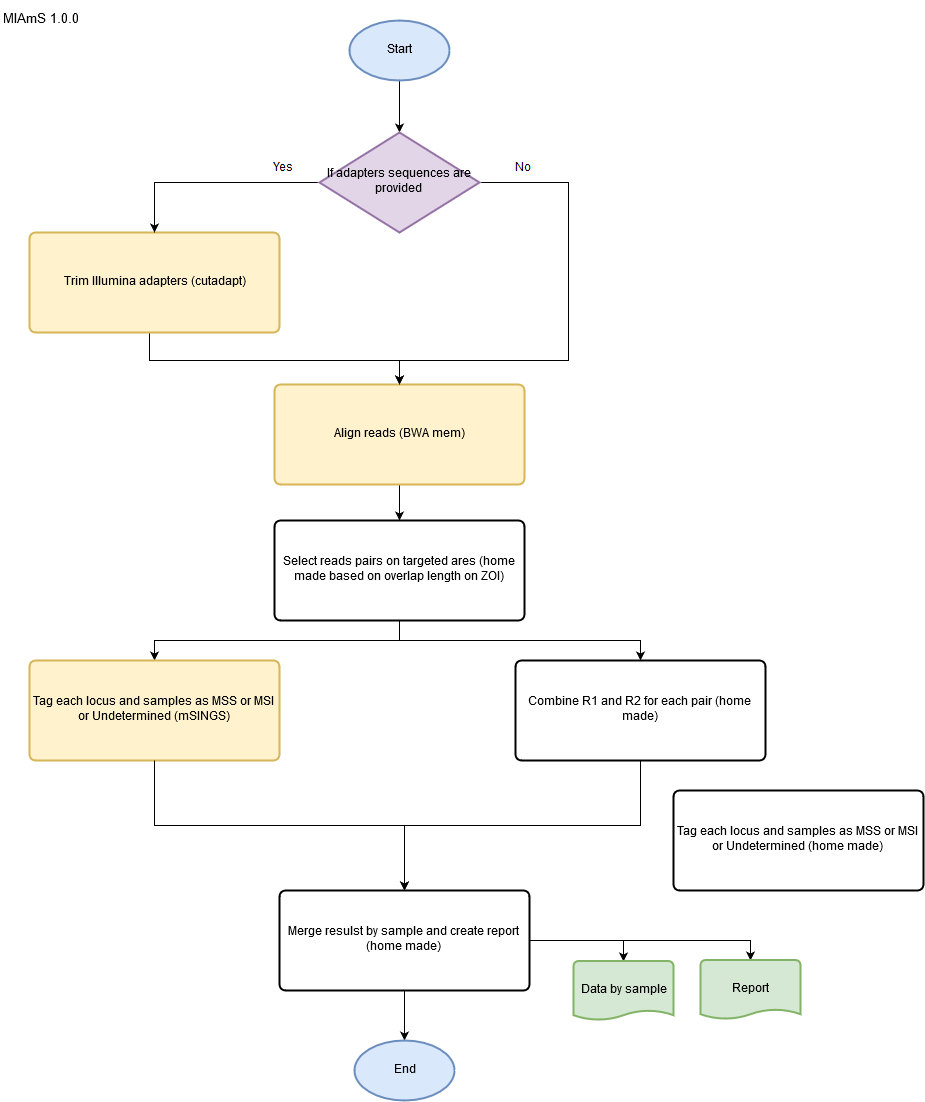 MIAmS 1.0.0
Start
Yes
If adapters sequences are
provided
No
Trim Illumina adapters (cutadapt)
Align reads (BWA mem)
Select reads pairs on targeted ares (home
made based on overlap length on ZOI)
Tag each locus and samples as MSS or MSI
or Undetermined (mSINGS)
Combine R1 and R2 for each pair (home
made)
Tag each locus and samples as MSS or MSI
or Undetermined (home made)
Merge resulst by sample and create report
(home made)
Data by sample
Report
End